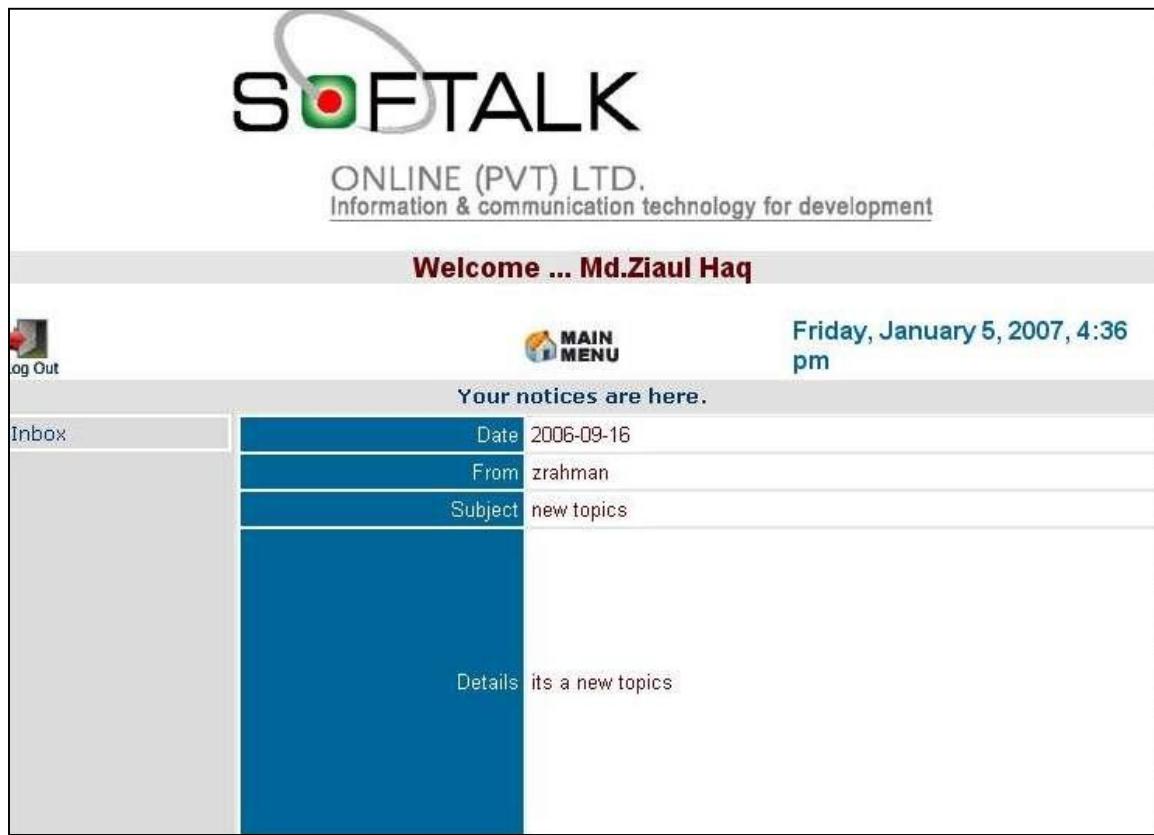 SOFTALK
ONLINE (PVT) LTD.
Information & communication technology for development
Welcome ... Md.Ziaul Haq
og Out
MAIN
MENU
Friday, January 5, 2007, 4:36
pm
Your notices are here.
Inbox
Date 2006-09-16
From zrahman
Subject new topics
Details its a new topics